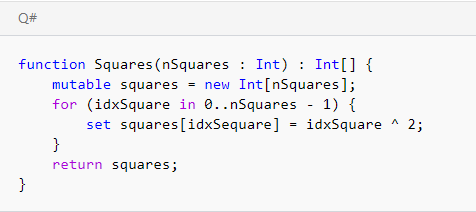 Q#
function Squares(nSquares : Int) : Int[] {
    mutable squares = new Int[nSquares];
    for (idxSquare in 0..nSquares - 1) {
        set squares[idxSequare] = idxSquare ^ 2;
    }
    return squares;
}